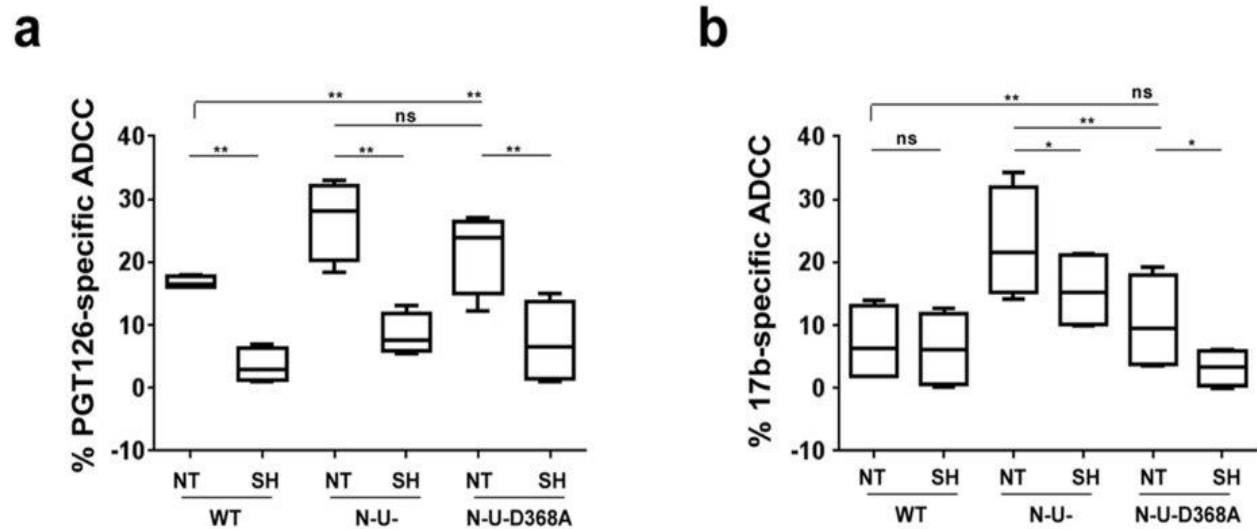 a
% PGT126-specific ADCC
** **
ns
** ** **
40
30
20
10
0
-10
NT SH NT SH NT SH
WT N-U- N-U-D368A
b
% 17b-specific ADCC
** ns
**
ns * *
40
30
20
10
0
-10
NT SH NT SH NT SH
WT N-U- N-U-D368A